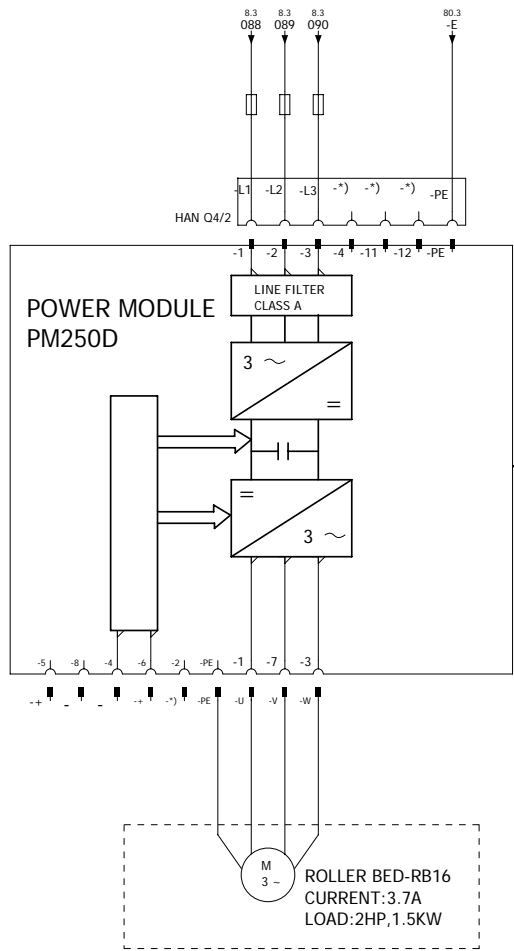 8.3 8.3 8.3 80.3
088 089 090 -E
-L1 -L2 -L3 -*) -*) -*) -PE
HAN Q4/2
-1 -2 -3 -4 -11 -12 -PE
LINE FILTER
CLASS A
POWER MODULE
PM250D
3 ~
=
=
3 ~
-5 -8 -4 -6 -2 -PE -1 -7 -3
-+ - - -+ -*) -PE -U -V -W
M
3 ~
ROLLER BED-RB16
CURRENT:3.7A
LOAD:2HP,1.5KW